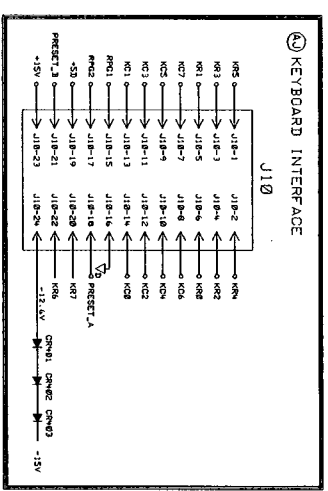 AJ KEYBOARD INTERFACE
J10
KR5 J10-1 J10-2 KR4
KR3 J10-3 J10-4 KR2
KR1 J10-5 J10-6 KR0
KC7 J10-7 J10-8 KC6
KC5 J10-9 J10-10 KC4
KC3 J10-11 J10-12 KC2
KC1 J10-13 J10-14 KC0
RPG1 J10-15 J10-16 D
RPG2 J10-17 J10-18 PRESET_A
+5D J10-19 J10-20 KR7
PRESET_B J10-21 J10-22 KR6
+15V J10-23 J10-24 -12.6V CR401 CR402 CR403 -15V